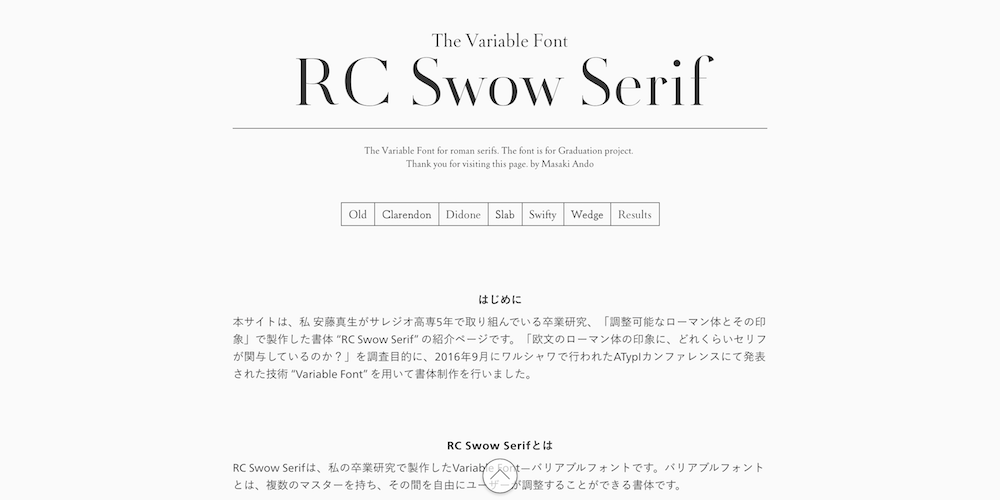 The Variable Font
RC Swow Serif
The Variable Font for roman serifs. The font is for Graduation project.
Thank you for visiting this page. by Masaki Ando
Old Clarendon Didone Slab Swifty Wedge Results
はじめに
本サイトは、私 安藤真生がサレジオ高専5年で取り組んでいる卒業研究、「調整可能なローマン体とその印
象」で製作した書体 “RC Swow Serif” の紹介ページです。「欧文のローマン体の印象に、どれくらいセリフ
が関与しているのか？」を調査目的に、2016年9月にワルシャワで行われたATypIカンファレンスにて発表
された技術 “Variable Font” を用いて書体制作を行いました。
RC Swow Serifとは
RC Swow Serifは、私の卒業研究で製作したVariable Font—バリアブルフォントです。バリアブルフォント
とは、複数のマスターを持ち、その間を自由にユーザーが調整することができる書体です。